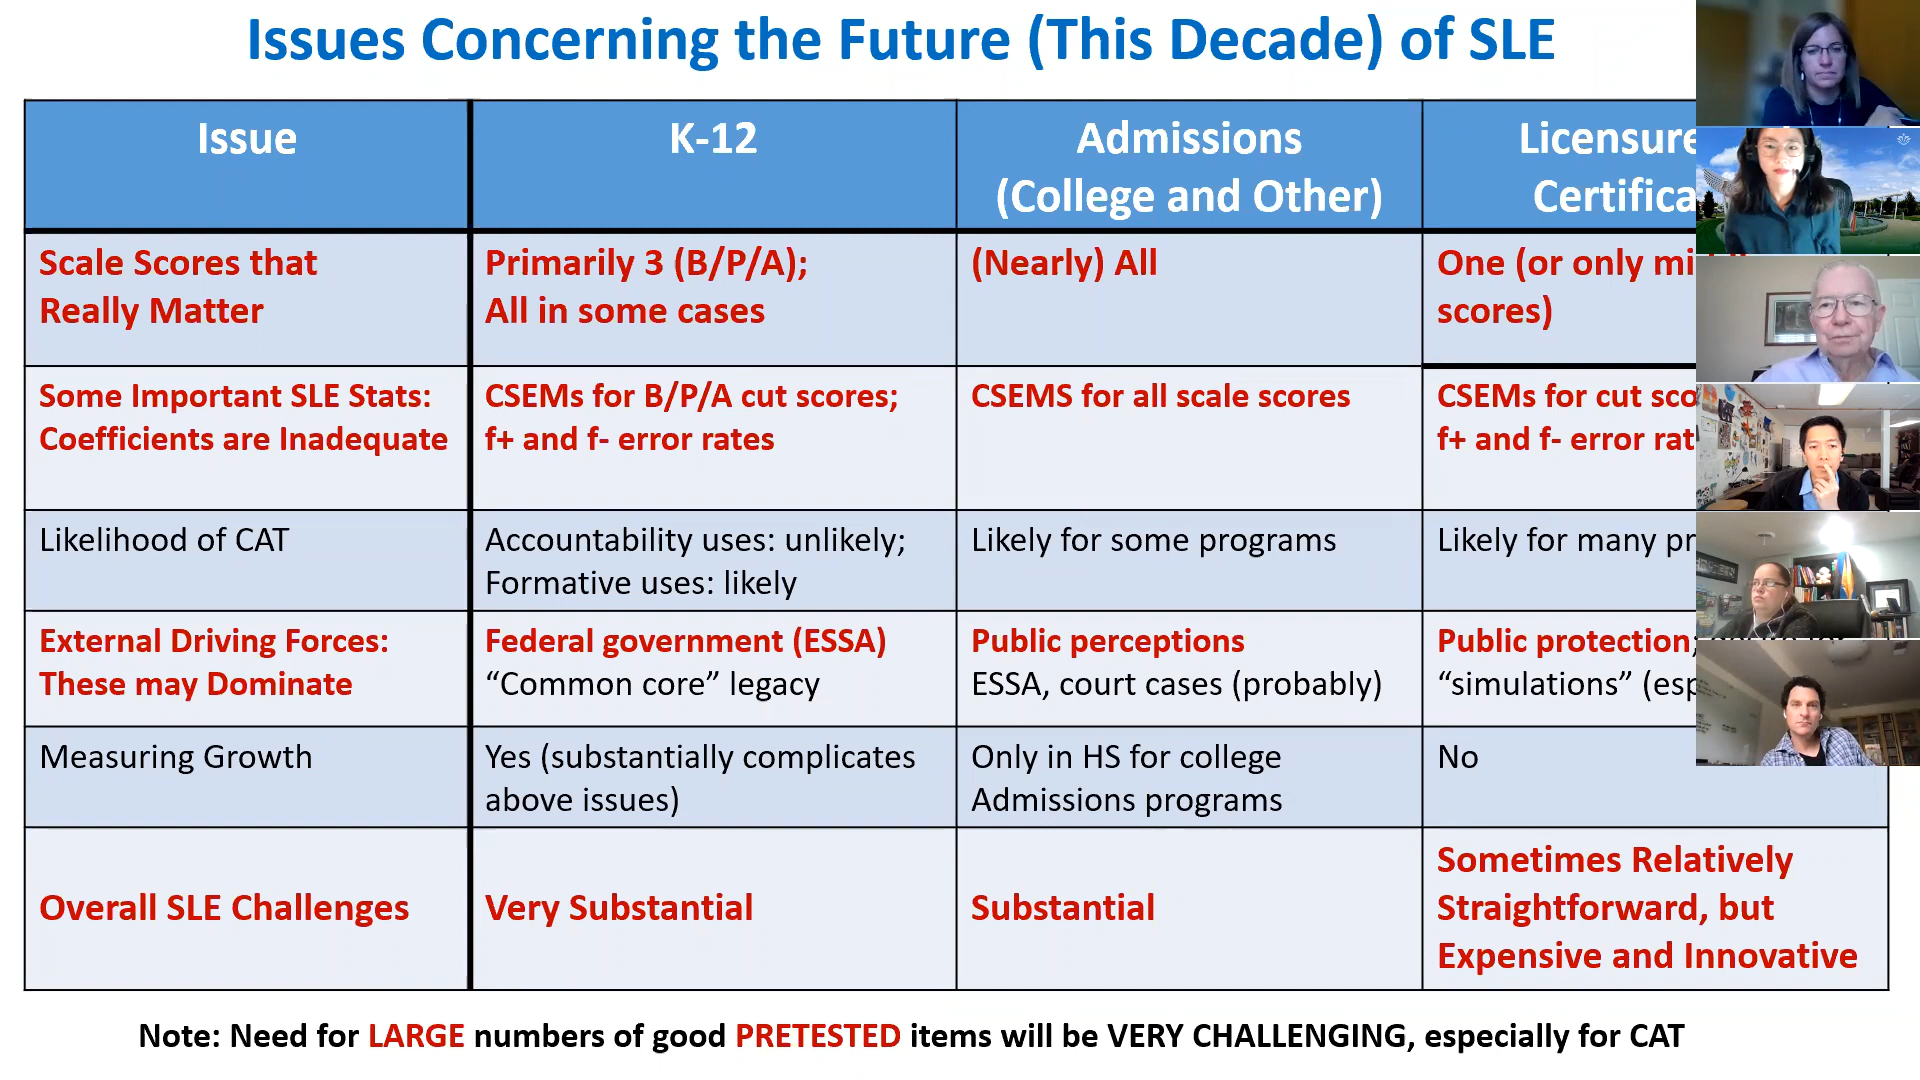 Issues Concerning the Future (This Decade) of SLE
Issue
K-12
Admissions
(College and Other)
Licensure
Scale Scores that
Really Matter
Primarily 3 (B/P/A);
All in some cases
(Nearly) All
One (or only
scores)
Some Important SLE Stats:
Coefficients are Inadequate
CSEMs for B/P/A cut scores;
f+ and f- error rates
CSEMS for all scale scores
CSEMs for cut
f+ and f- error
Likelihood of CAT
Accountability uses: unlikely;
Formative uses: likely
Likely for some programs
Likely for many
External Driving Forces:
These may Dominate
Federal government (ESSA)
“Common core” legacy
Public perceptions
ESSA, court cases (probably)
Public protection;
“simulations”
Measuring Growth
Yes (substantially complicates
above issues)
Only in HS for college
Admissions programs
No
Overall SLE Challenges
Very Substantial
Substantial
Sometimes Relatively
Straightforward, but
Expensive and Innovative
Note: Need for LARGE numbers of good PRETESTED items will be VERY CHALLENGING, especially for CAT